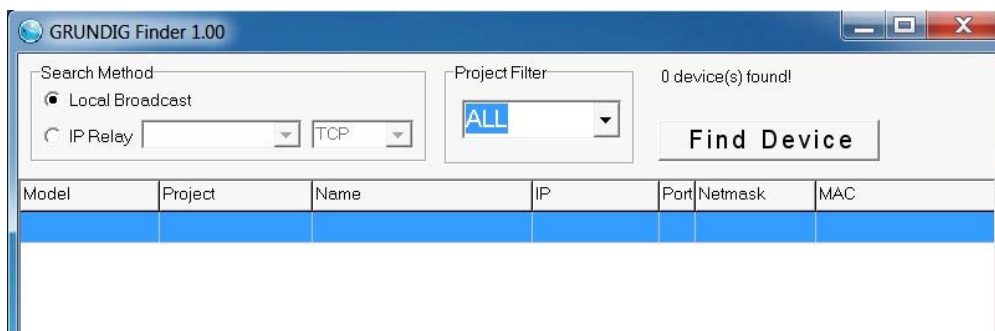 GRUNDIG Finder 1.00
Search Method
Local Broadcast
IP Relay TCP
Project Filter
ALL
0 device(s) found!
Find Device
Model Project Name IP Port Netmask MAC